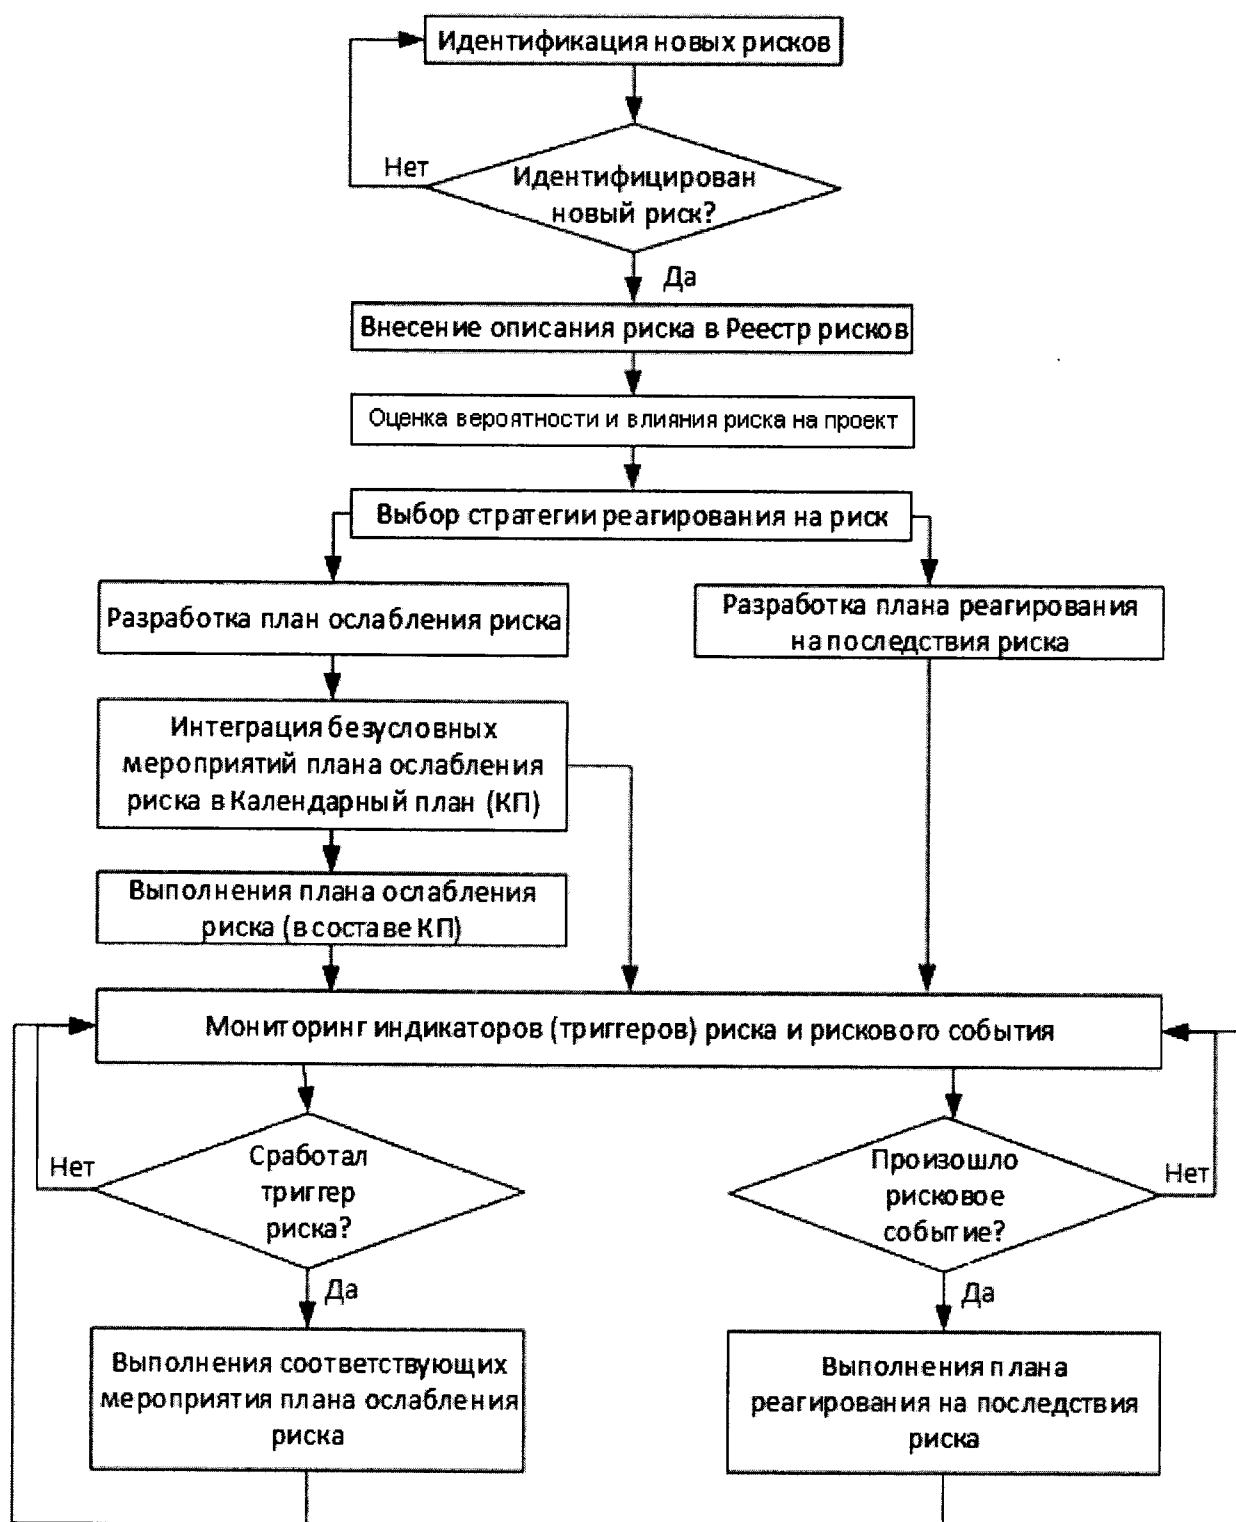 Идентификация новых рисков
Нет
Идентифицирован
новый риск?
Да
Внесение описания риска в Реестр рисков
Оценка вероятности и влияния риска на проект
Выбор стратегии реагирования на риск
Разработка план ослабления риска
Разработка плана реагирования
на последствия риска
Интеграция безусловных
мероприятий плана ослабления
риска в Календарный план (КП)
Выполнения плана ослабления
риска (в составе КП)
Мониторинг индикаторов (триггеров) риска и рискового события
Нет
Сработал
триггер
риска?
Произошло
рисковое
событие?
Нет
Да
Да
Выполнения соответствующих
мероприятия плана ослабления
риска
Выполнения плана
реагирования на последствия
риска